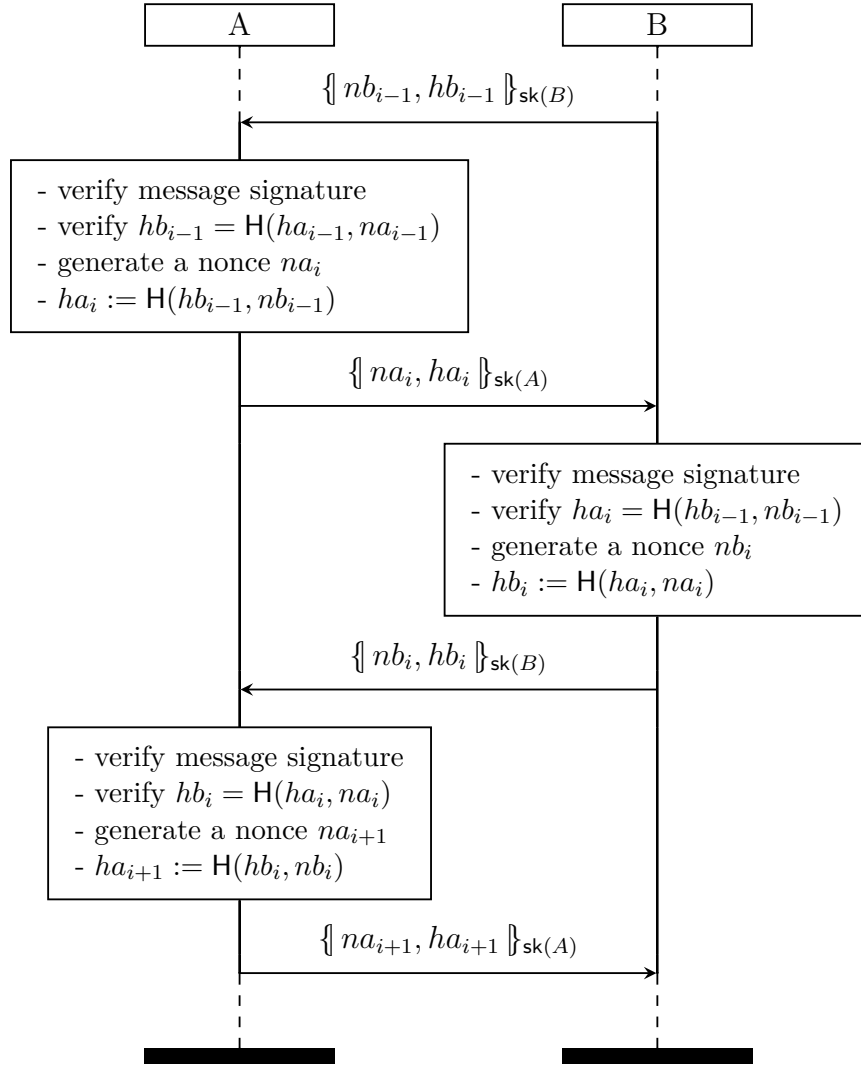 A B
{[ nb_{i−1}, hb_{i−1} ]}_{sk(B)}
- verify message signature
- verify hb_{i−1} = H(ha_{i−1}, na_{i−1})
- generate a nonce na_i
- ha_i := H(hb_{i−1}, nb_{i−1})
{[ na_i, ha_i ]}_{sk(A)}
- verify message signature
- verify ha_i = H(hb_{i−1}, nb_{i−1})
- generate a nonce nb_i
- hb_i := H(ha_i, na_i)
{[ nb_i, hb_i ]}_{sk(B)}
- verify message signature
- verify hb_i = H(ha_i, na_i)
- generate a nonce na_{i+1}
- ha_{i+1} := H(hb_i, nb_i)
{[ na_{i+1}, ha_{i+1} ]}_{sk(A)}